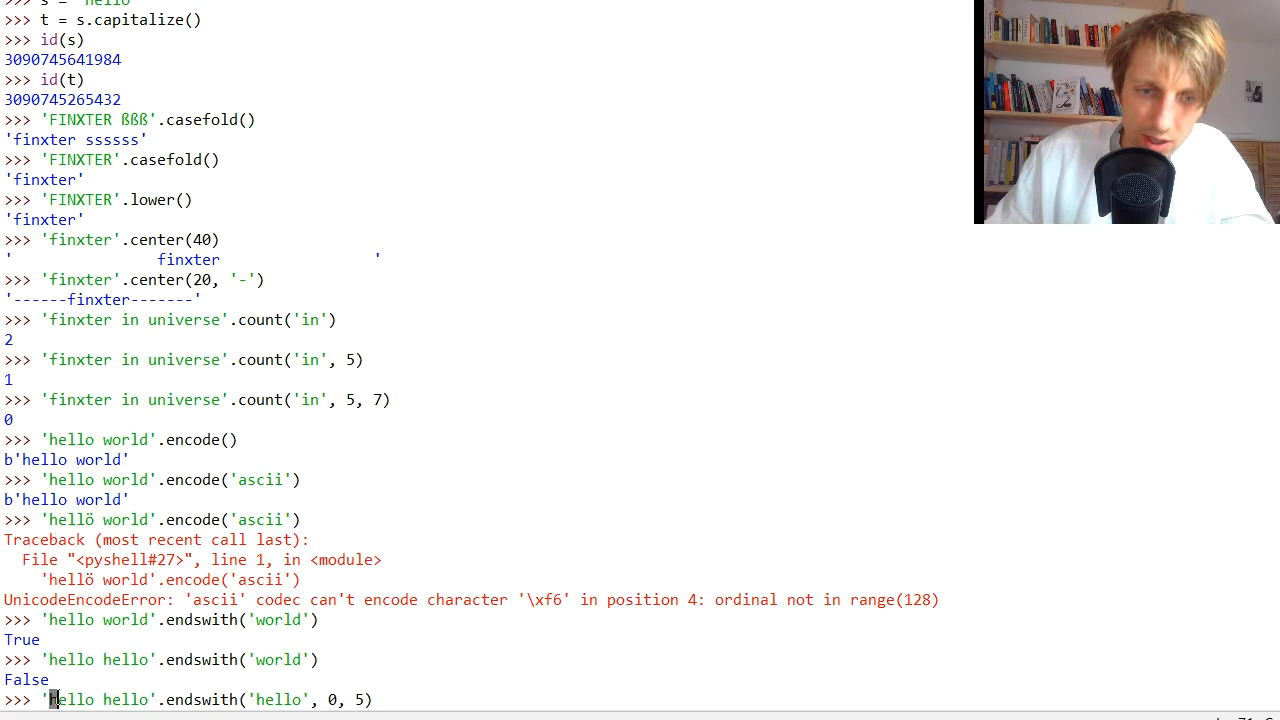 >>> s = 'hello'
>>> t = s.capitalize()
>>> id(s)
3090745641984
>>> id(t)
3090745265432
>>> 'FINXTER ßßß'.casefold()
'finxter ssssss'
>>> 'FINXTER'.casefold()
'finxter'
>>> 'FINXTER'.lower()
'finxter'
>>> 'finxter'.center(40)
'                finxter                 '
>>> 'finxter'.center(20, '-')
'------finxter-------'
>>> 'finxter in universe'.count('in')
2
>>> 'finxter in universe'.count('in', 5)
1
>>> 'finxter in universe'.count('in', 5, 7)
0
>>> 'hello world'.encode()
b'hello world'
>>> 'hello world'.encode('ascii')
b'hello world'
>>> 'hellö world'.encode('ascii')
Traceback (most recent call last):
  File "<pyshell#27>", line 1, in <module>
    'hellö world'.encode('ascii')
UnicodeEncodeError: 'ascii' codec can't encode character '\xf6' in position 4: ordinal not in range(128)
>>> 'hello world'.endswith('world')
True
>>> 'hello hello'.endswith('world')
False
>>> 'hello hello'.endswith('hello', 0, 5)